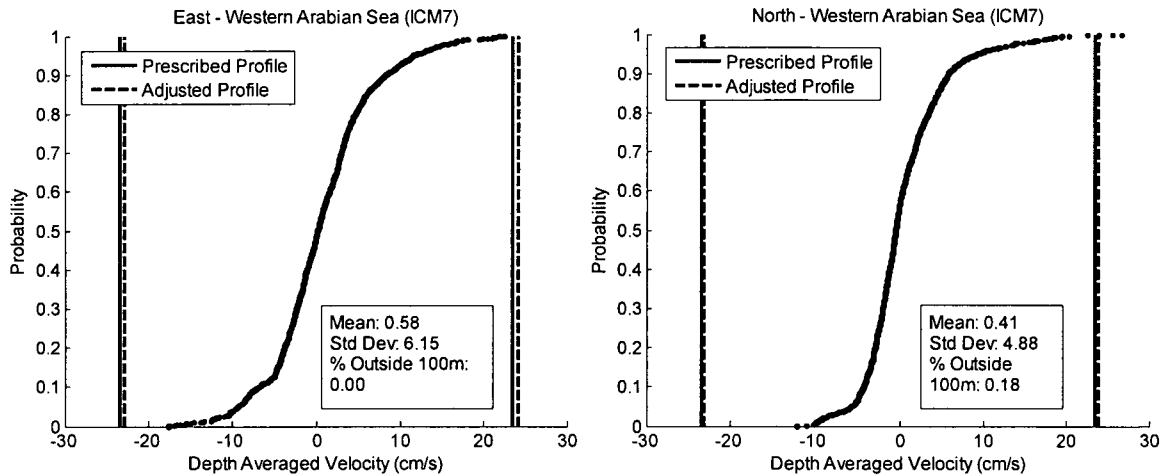 East - Western Arabian Sea (ICM7)
Prescribed Profile
Adjusted Profile
Probability
1
0.9
0.8
0.7
0.6
0.5
0.4
0.3
0.2
0.1
0
Mean: 0.58
Std Dev: 6.15
% Outside 100m:
0.00
-30
-20
-10
0
10
20
30
Depth Averaged Velocity (cm/s)
North - Western Arabian Sea (ICM7)
Prescribed Profile
Adjusted Profile
Probability
1
0.9
0.8
0.7
0.6
0.5
0.4
0.3
0.2
0.1
0
Mean: 0.41
Std Dev: 4.88
% Outside
100m: 0.18
-30
-20
-10
0
10
20
30
Depth Averaged Velocity (cm/s)